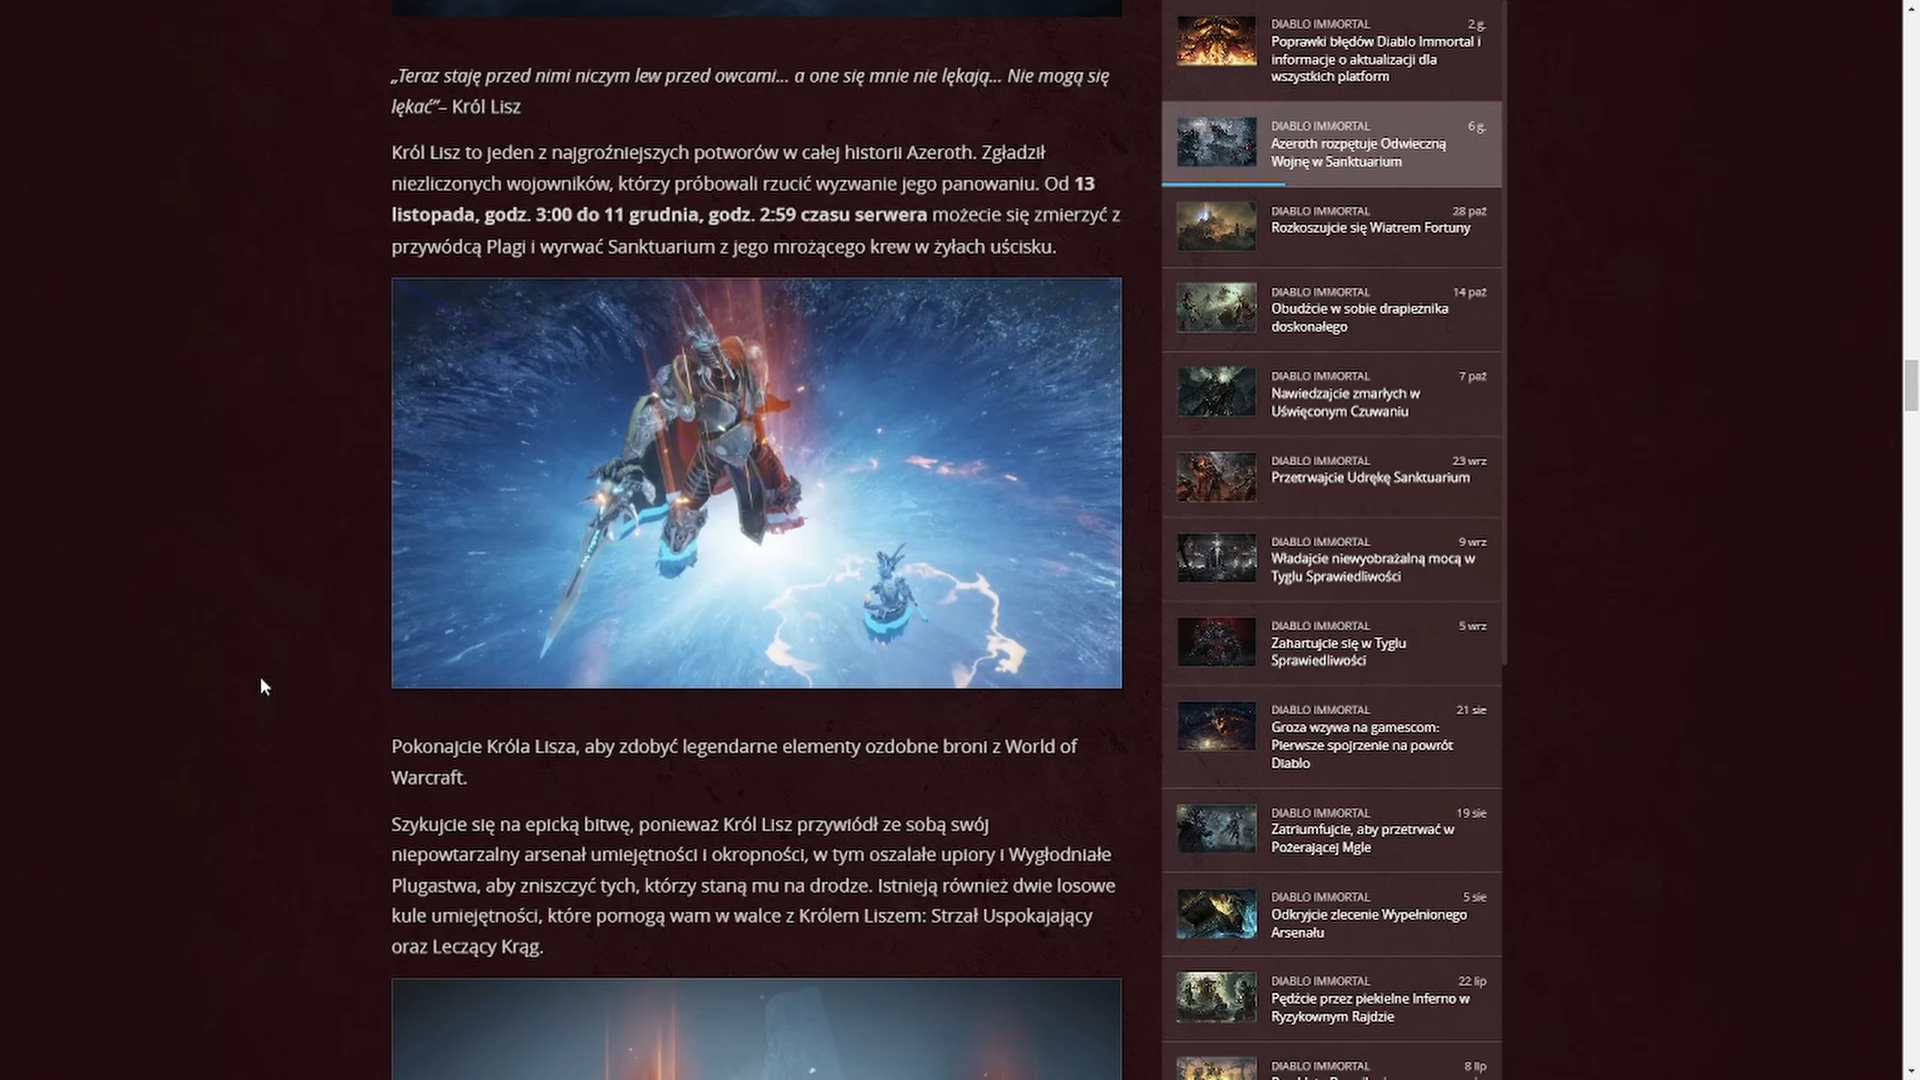 „Teraz staję przed nimi niczym lew przed owcami... a one się mnie nie lękają... Nie mogą się
lękać”– Król Lisz
Król Lisz to jeden z najgroźniejszych potworów w całej historii Azeroth. Zgładził
niezliczonych wojowników, którzy próbowali rzucić wyzwanie jego panowaniu. Od 13
listopada, godz. 3:00 do 11 grudnia, godz. 2:59 czasu serwera możecie się zmierzyć z
przywódcą Plagi i wyrwać Sanktuarium z jego mrożącego krew w żyłach uścisku.
Pokonajcie Króla Lisza, aby zdobyć legendarne elementy ozdobne broni z World of
Warcraft.
Szykujcie się na epicką bitwę, ponieważ Król Lisz przywiódł ze sobą swój
niepowtarzalny arsenał umiejętności i okropności, w tym oszalałe upiory i Wygłodniałe
Plugastwa, aby zniszczyć tych, którzy staną mu na drodze. Istnieją również dwie losowe
kule umiejętności, które pomogą wam w walce z Królem Liszem: Strzał Uspokajający
oraz Leczący Krąg.
DIABLO IMMORTAL 2 g.
Poprawki błędów Diablo Immortal i
informacje o aktualizacji dla
wszystkich platform
DIABLO IMMORTAL 6 g.
Azeroth rozpętuje Odwieczną
Wojnę w Sanktuarium
DIABLO IMMORTAL 28 paź
Rozkoszujcie się Wiatrem Fortuny
DIABLO IMMORTAL 14 paź
Obudźcie w sobie drapieżnika
doskonałego
DIABLO IMMORTAL 7 paź
Nawiedzajcie zmarłych w
Uświęconym Czuwaniu
DIABLO IMMORTAL 23 wrz
Przetrwajcie Udrękę Sanktuarium
DIABLO IMMORTAL 9 wrz
Władajcie niewyobrażalną mocą w
Tyglu Sprawiedliwości
DIABLO IMMORTAL 5 wrz
Zahartujcie się w Tyglu
Sprawiedliwości
DIABLO IMMORTAL 21 sie
Groza wzywa na gamescom:
Pierwsze spojrzenie na powrót
Diablo
DIABLO IMMORTAL 19 sie
Zatriumfujcie, aby przetrwać w
Pożerającej Mgle
DIABLO IMMORTAL 5 sie
Odkryjcie zlecenie Wypełnionego
Arsenału
DIABLO IMMORTAL 22 lip
Pędźcie przez piekielne Inferno w
Ryzykownym Rajdzie
DIABLO IMMORTAL 8 lip